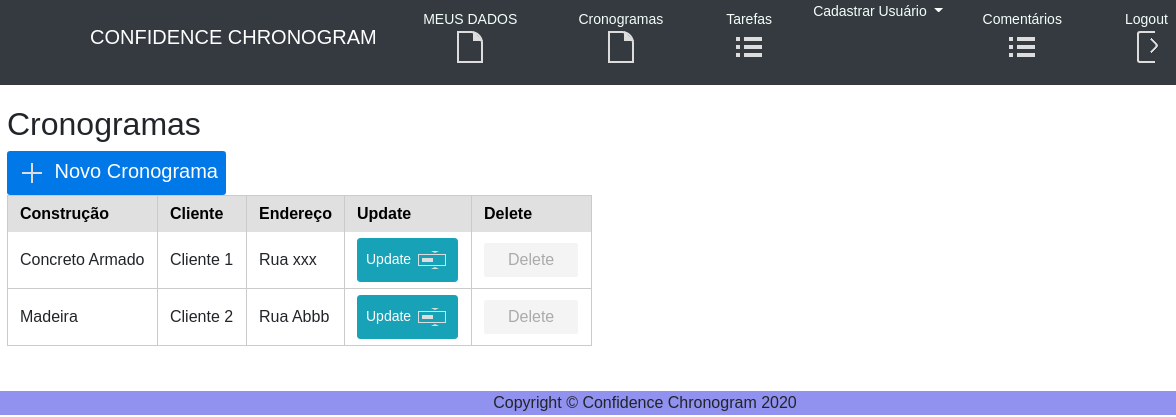 CONFIDENCE CHRONOGRAM MEUS DADOS Cronogramas Tarefas Cadastrar Usuário Comentários Logout
Cronogramas
Novo Cronograma
Construção Cliente Endereço Update Delete
Concreto Armado Cliente 1 Rua xxx Update Delete
Madeira Cliente 2 Rua Abbb Update Delete
Copyright © Confidence Chronogram 2020